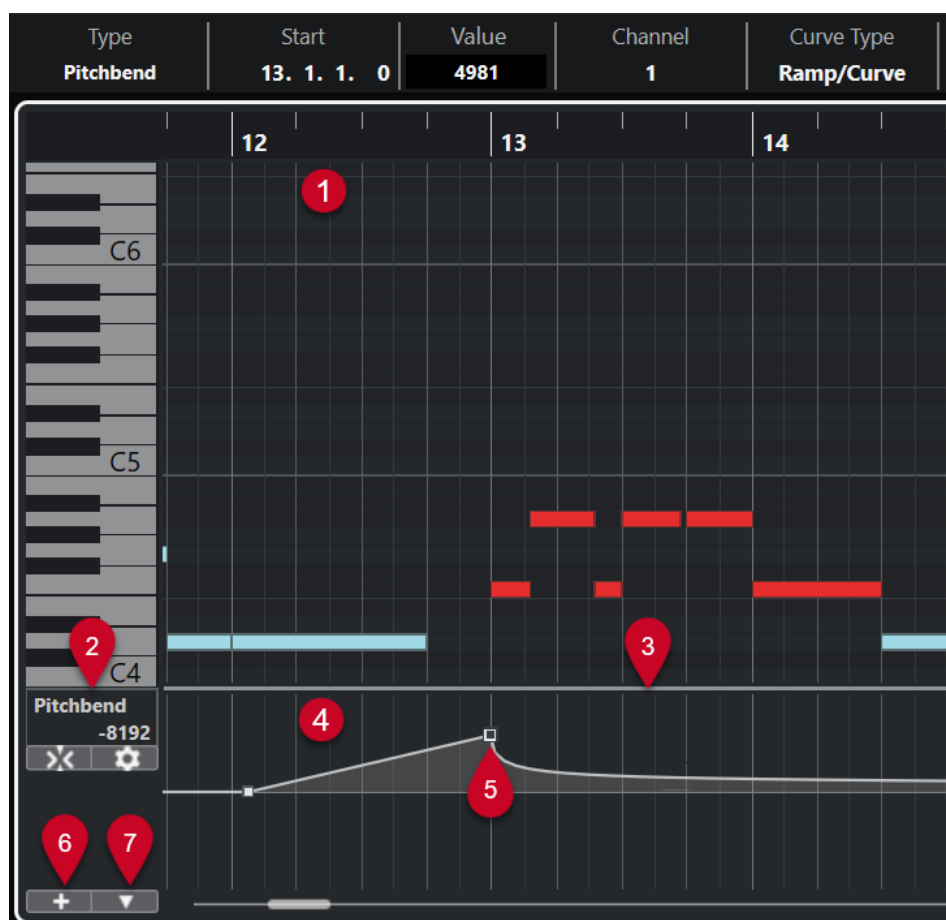 Type Start Value Channel Curve Type
Pitchbend 13. 1. 1. 0 4981 1 Ramp/Curve
12 13 14
1
C6
C5
2 3
C4
Pitchbend
4
-8192
5
6 7